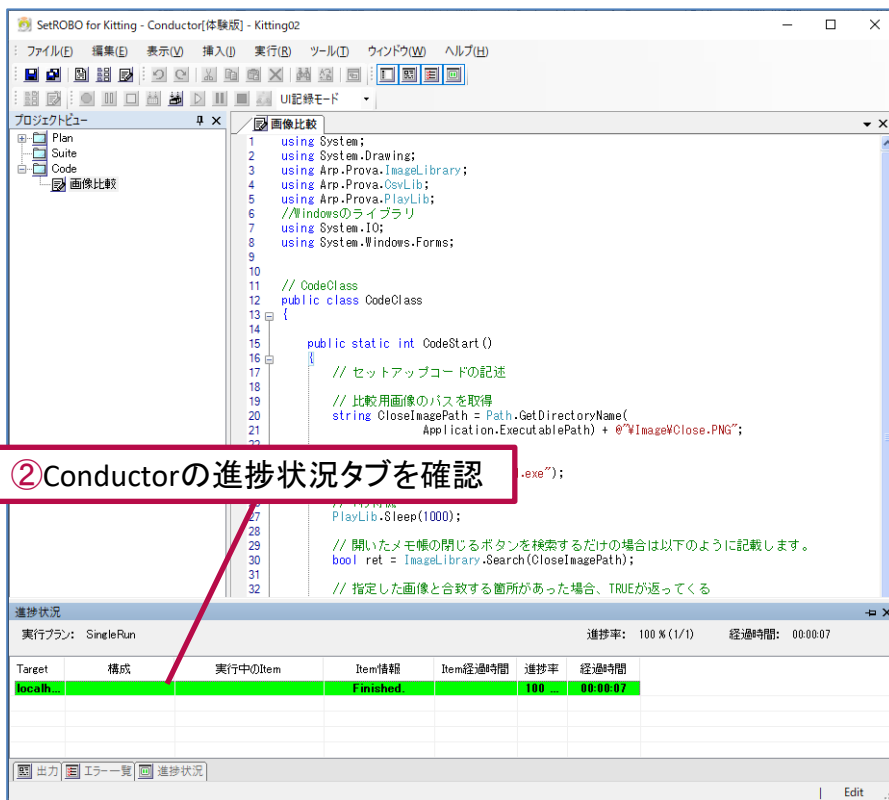 SetROBO for Kitting - Conductor[体験版] - Kitting02
ファイル(F) 編集(E) 表示(V) 挿入(I) 実行(R) ツール(T) ウィンドウ(W) ヘルプ(H)
UI記録モード
プロジェクトビュー
Plan
Suite
Code
画像比較
画像比較
1 using System;
2 using System.Drawing;
3 using Arp.Prova.ImageLibrary;
4 using Arp.Prova.CsvLib;
5 using Arp.Prova.PlayLib;
6 //Windowsのライブラリ
7 using System.IO;
8 using System.Windows.Forms;
9
10
11 // CodeClass
12 public class CodeClass
13 {
14
15 public static int CodeStart()
16 {
17 // セットアップコードの記述
18
19 // 比較用画像のパスを取得
20 string CloseImagePath = Path.GetDirectoryName(
21 Application.ExecutablePath) + @"¥Image¥Close.PNG";
②Conductorの進捗状況タブを確認
.exe");
27 PlayLib.Sleep(1000);
28
29 // 開いたメモ帳の閉じるボタンを検索するだけの場合は以下のように記載します。
30 bool ret = ImageLibrary.Search(CloseImagePath);
31
32 // 指定した画像と合致する箇所があった場合、TRUEが返ってくる
進捗状況
実行プラン: SingleRun 進捗率: 100 % (1/1) 経過時間: 00:00:07
Target 構成 実行中のItem Item情報 Item経過時間 進捗率 経過時間
localh... Finished. 100 ... 00:00:07
出力 エラー一覧 進捗状況
Edit